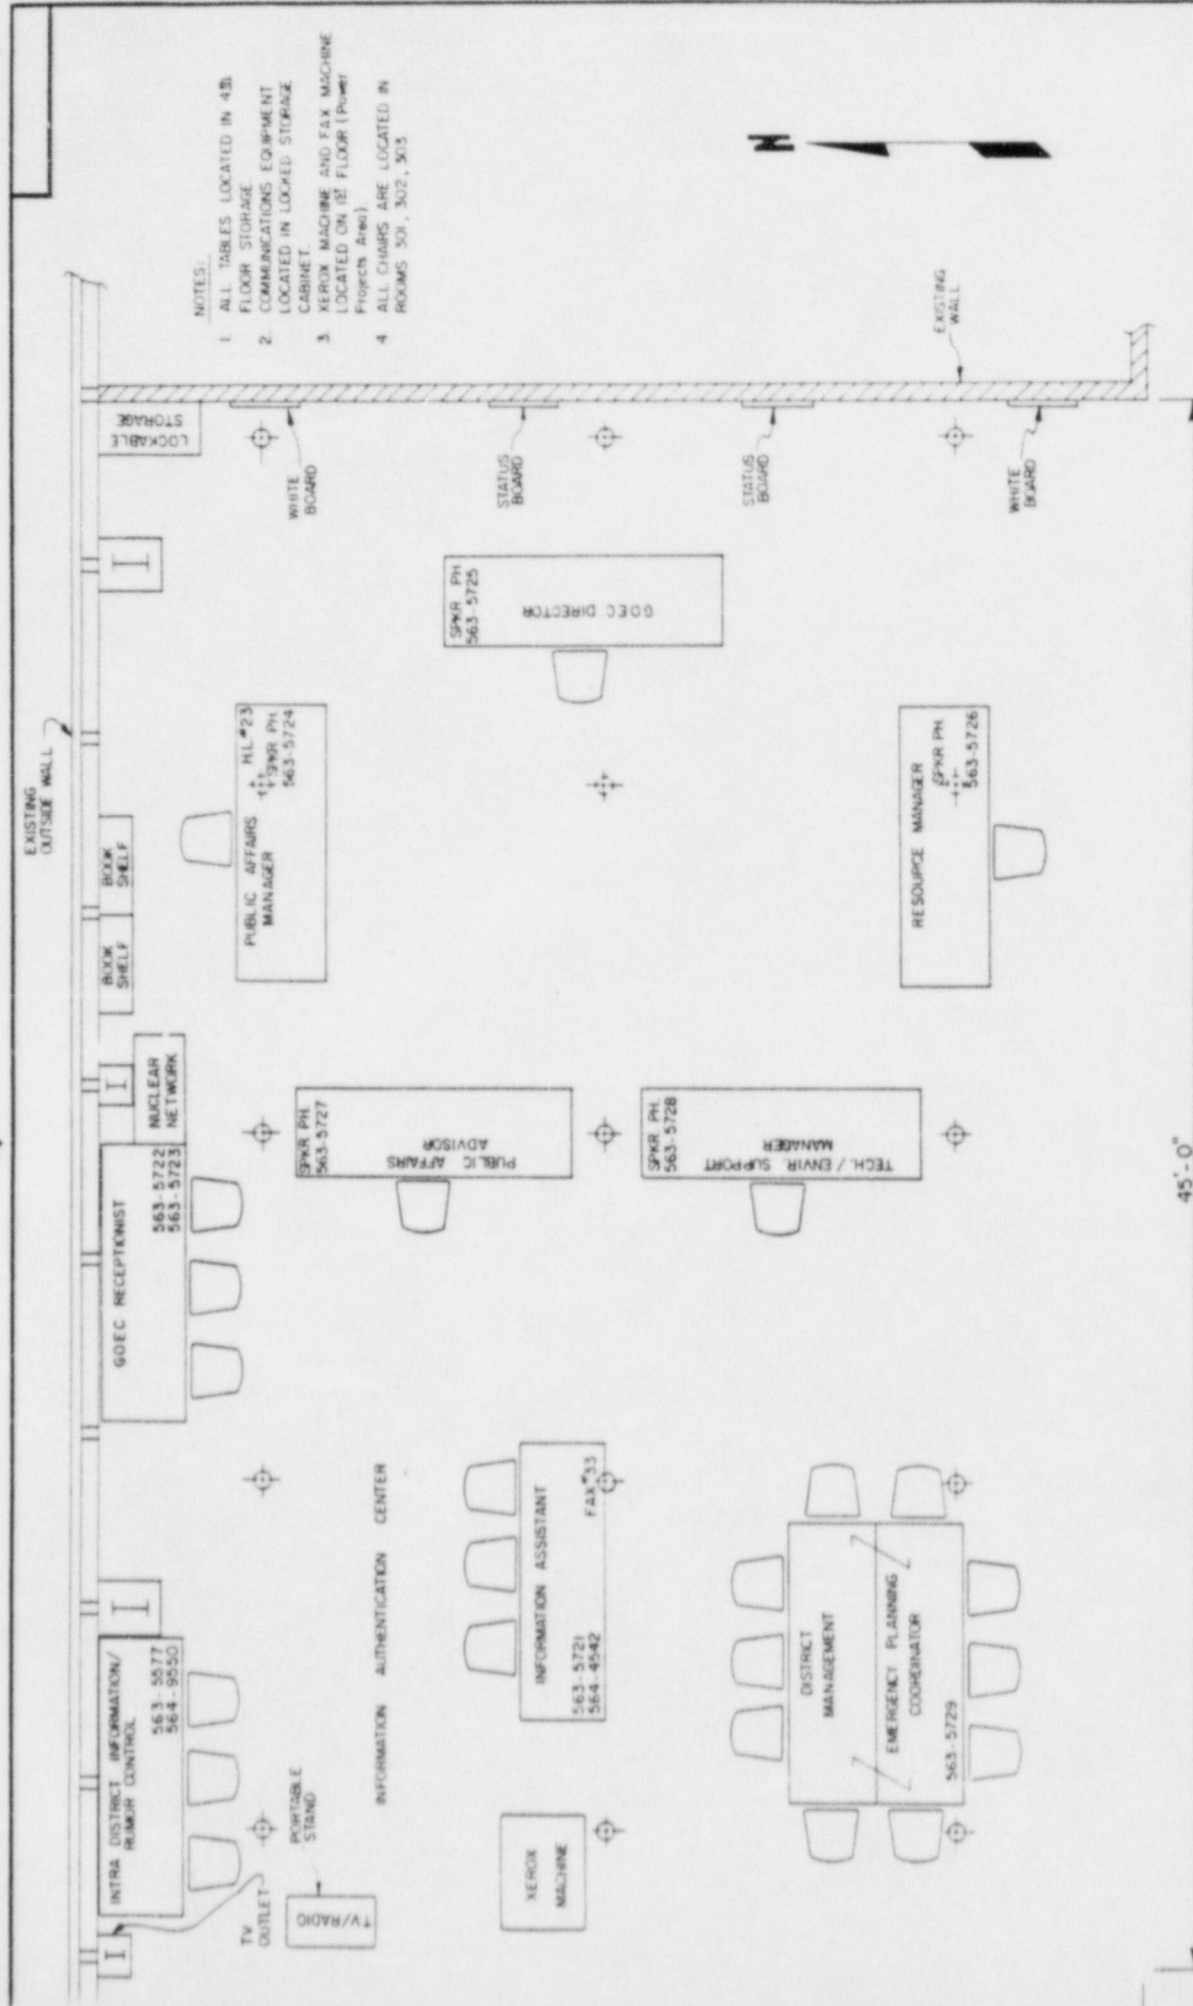 NOTES:
1. ALL TABLES LOCATED IN 4th
FLOOR STORAGE.
2. COMMUNICATIONS EQUIPMENT
LOCATED IN LOCKED STORAGE
CABINET.
3. XEROX MACHINE AND FAX MACHINE
LOCATED ON 1st FLOOR (Power
Projects Area).
4. ALL CHAIRS ARE LOCATED IN
ROOMS 301, 302, 303.
N
EXISTING
OUTSIDE WALL
EXISTING
WALL
LOCKABLE
STORAGE
WHITE
BOARD
STATUS
BOARD
STATUS
BOARD
WHITE
BOARD
SPKR. PH.
563-5725
GOEC DIRECTOR
BOOK
SHELF
BOOK
SHELF
PUBLIC AFFAIRS
MANAGER
H.L.#23
SPKR PH.
563-5724
RESOURCE MANAGER
SPKR PH.
563-5726
NUCLEAR
NETWORK
GOEC RECEPTIONIST
563-5722
563-5723
SPKR PH.
563-5727
PUBLIC AFFAIRS
ADVISOR
SPKR PH.
563-5728
TECH./ENVIR. SUPPORT
MANAGER
INTRA DISTRICT INFORMATION/
RUMOR CONTROL
563-5577
564-9550
TV
OUTLET
PORTABLE
STAND
TV/RADIO
INFORMATION AUTHENTICATION CENTER
INFORMATION ASSISTANT
563-5721
564-4542
FAX#33
XEROX
MACHINE
DISTRICT
MANAGEMENT
EMERGENCY PLANNING
COORDINATOR
563-5729
45'-0"